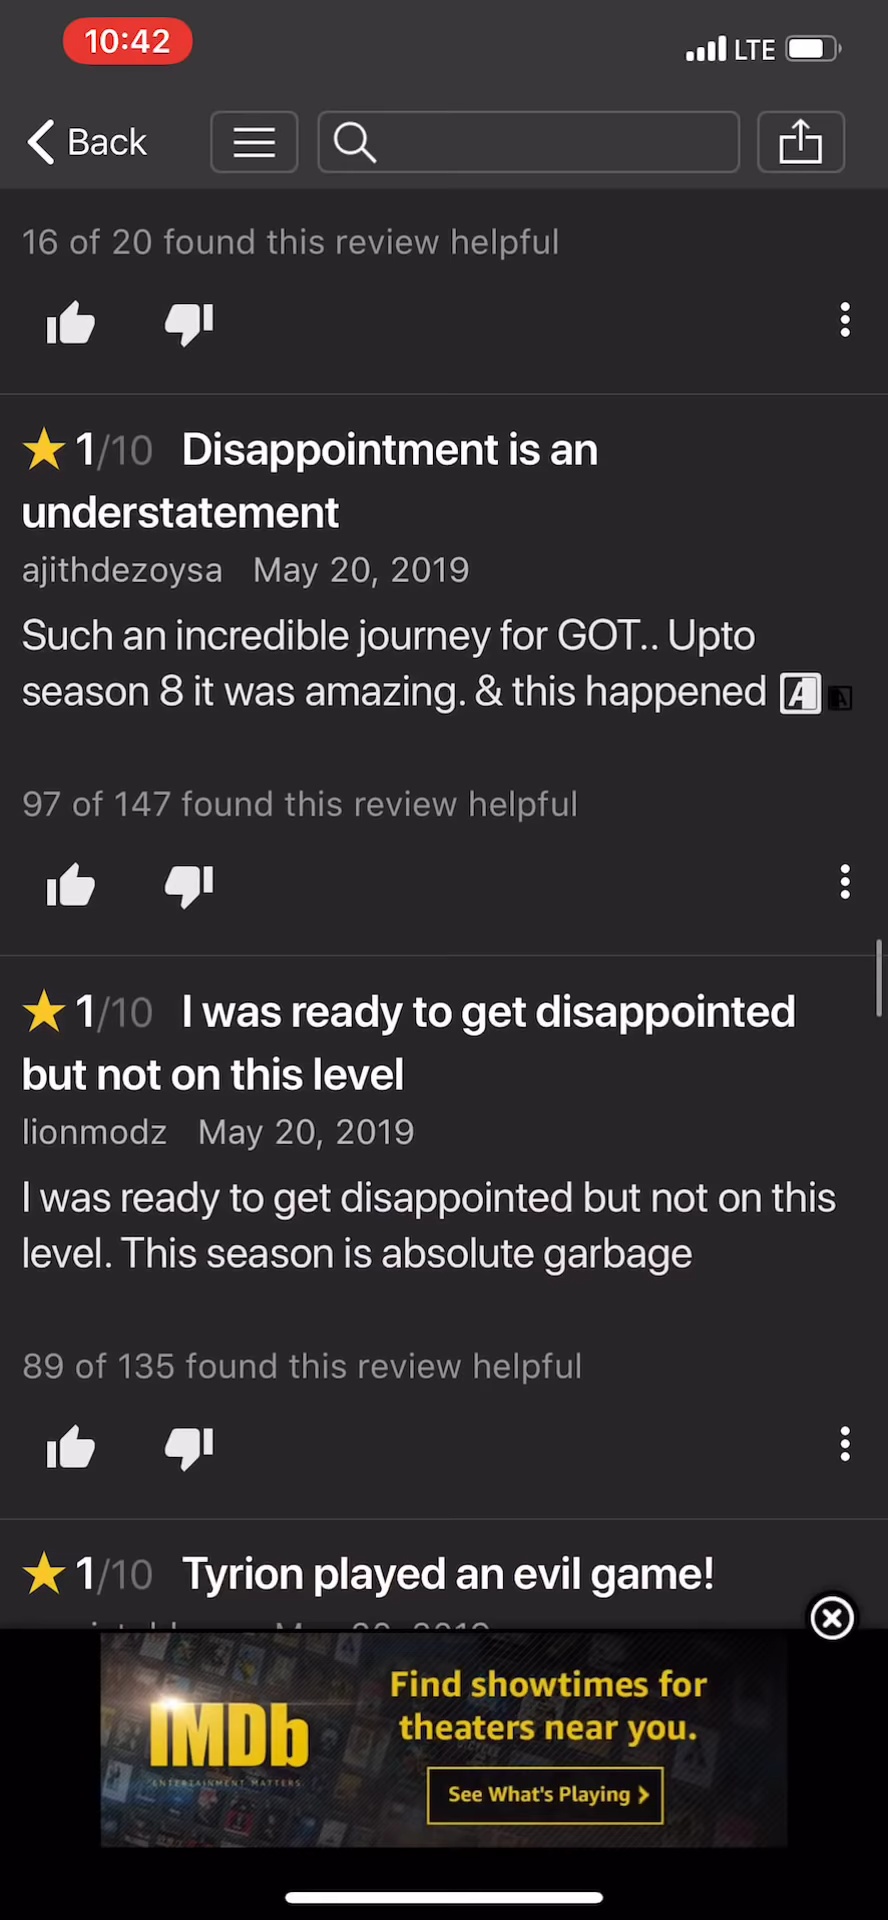 10:42
LTE
Back
16 of 20 found this review helpful
1/10 Disappointment is an
understatement
ajithdezoysa May 20, 2019
Such an incredible journey for GOT.. Upto
season 8 it was amazing. & this happened
97 of 147 found this review helpful
1/10 I was ready to get disappointed
but not on this level
lionmodz May 20, 2019
I was ready to get disappointed but not on this
level. This season is absolute garbage
89 of 135 found this review helpful
1/10 Tyrion played an evil game!
IMDb
ENTERTAINMENT MATTERS
Find showtimes for
theaters near you.
See What's Playing